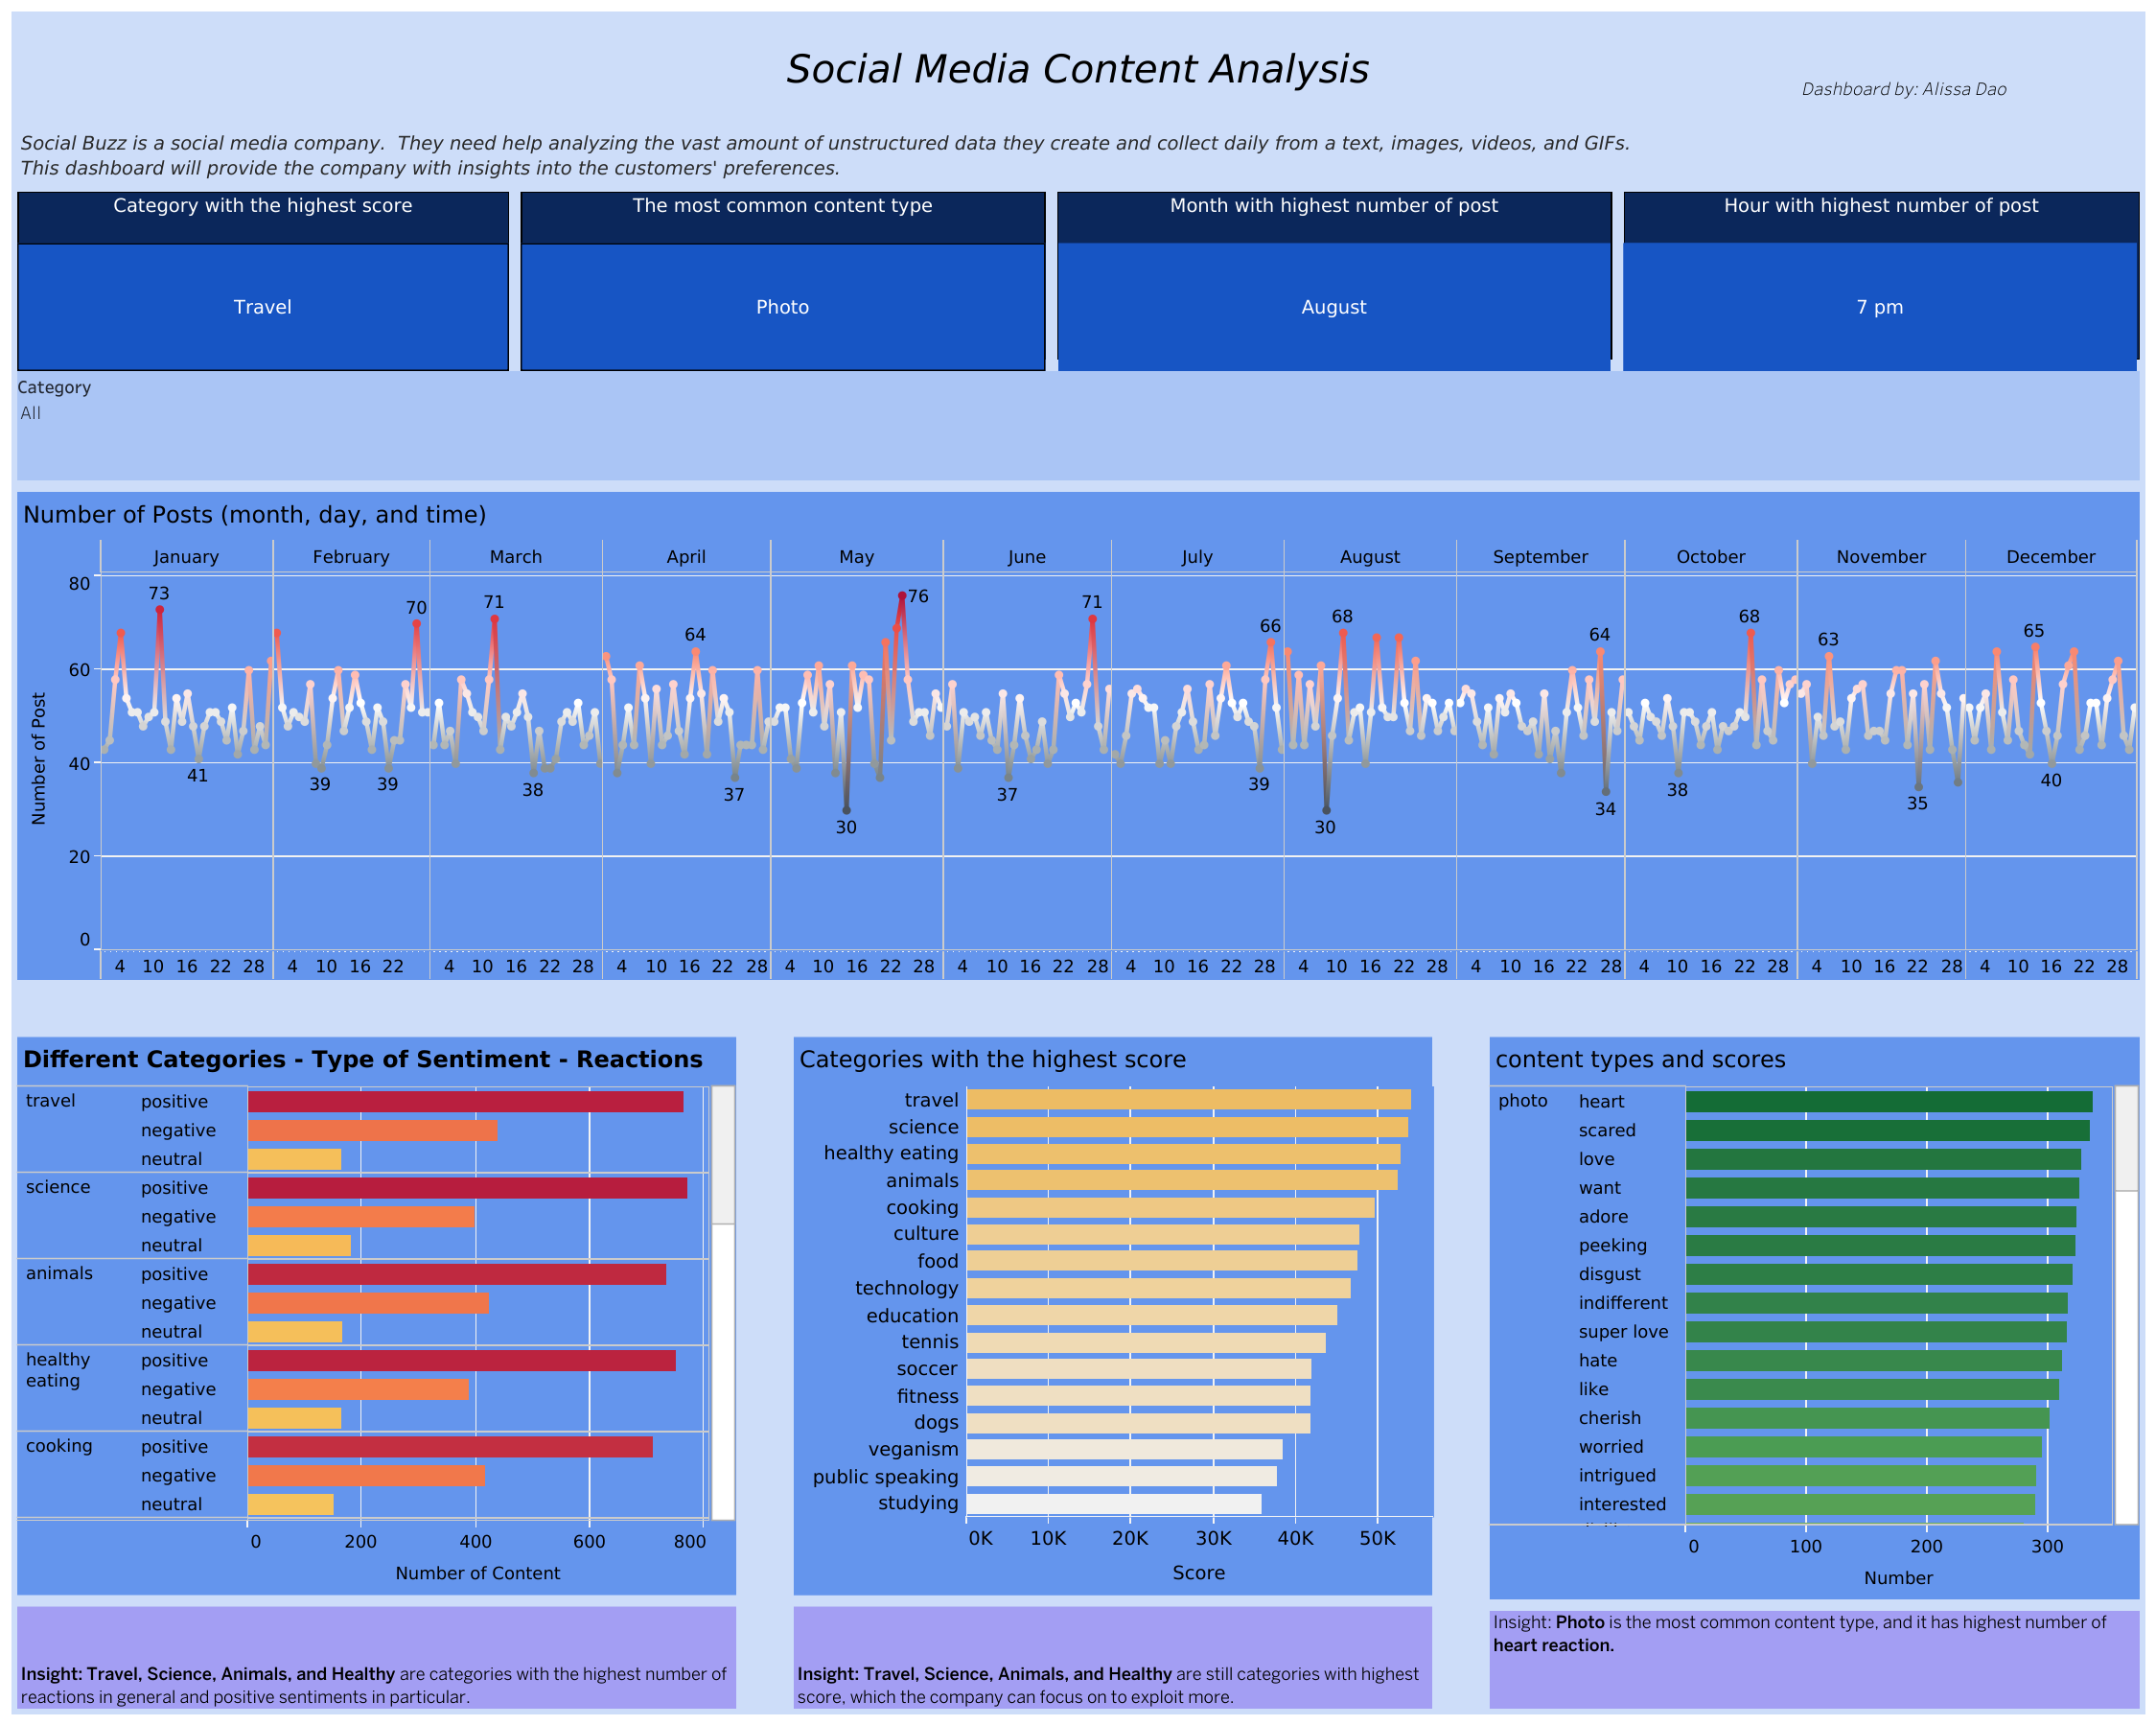 Social Media Content Analysis
Dashboard by: Alissa Dao
Social Buzz is a social media company.  They need help analyzing the vast amount of unstructured data they create and collect daily from a text, images, videos, and GIFs.
This dashboard will provide the company with insights into the customers' preferences.
Category with the highest score
Travel
The most common content type
Photo
Month with highest number of post
August
Hour with highest number of post
7 pm
Category
All
Number of Posts (month, day, and time)
January February March April May June July August September October November December
Number of Post
80
60
40
20
0
73 70 71 64 76 71 66 68 64 68 63 65
41 39 39 38 37 30 37 39 30 34 38 35 40
4 10 16 22 28 4 10 16 22 4 10 16 22 28 4 10 16 22 28 4 10 16 22 28 4 10 16 22 28 4 10 16 22 28 4 10 16 22 28 4 10 16 22 28 4 10 16 22 28 4 10 16 22 28 4 10 16 22 28
Different Categories - Type of Sentiment - Reactions
travel positive
negative
neutral
science positive
negative
neutral
animals positive
negative
neutral
healthy positive
eating
negative
neutral
cooking positive
negative
neutral
0 200 400 600 800
Number of Content
Insight: Travel, Science, Animals, and Healthy are categories with the highest number of
reactions in general and positive sentiments in particular.
Categories with the highest score
travel
science
healthy eating
animals
cooking
culture
food
technology
education
tennis
soccer
fitness
dogs
veganism
public speaking
studying
0K 10K 20K 30K 40K 50K
Score
Insight: Travel, Science, Animals, and Healthy are still categories with highest
score, which the company can focus on to exploit more.
content types and scores
photo heart
scared
love
want
adore
peeking
disgust
indifferent
super love
hate
like
cherish
worried
intrigued
interested
0 100 200 300
Number
Insight: Photo is the most common content type, and it has highest number of
heart reaction.